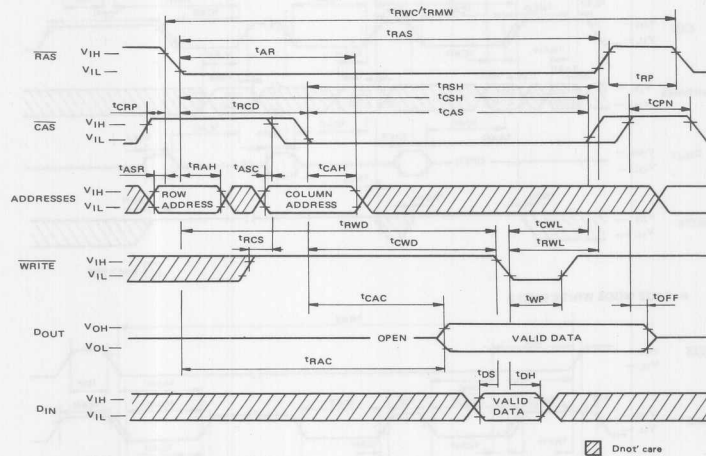 tRWC/tRMW
tRAS
tAR
RAS
VIH
VIL
tRP
tRSH
tCSH
tCRP
tRCD
tCAS
tCPN
CAS
VIH
VIL
tASR
tRAH
tASC
tCAH
ADDRESSES
VIH
VIL
ROW
ADDRESS
COLUMN
ADDRESS
tRWD
tCWL
tRCS
tCWD
tRWL
WRITE
VIH
VIL
tWP
tCAC
tOFF
DOUT
VOH
VOL
OPEN
VALID DATA
tRAC
tDS
tDH
DIN
VIH
VIL
VALID
DATA
Dnot' care